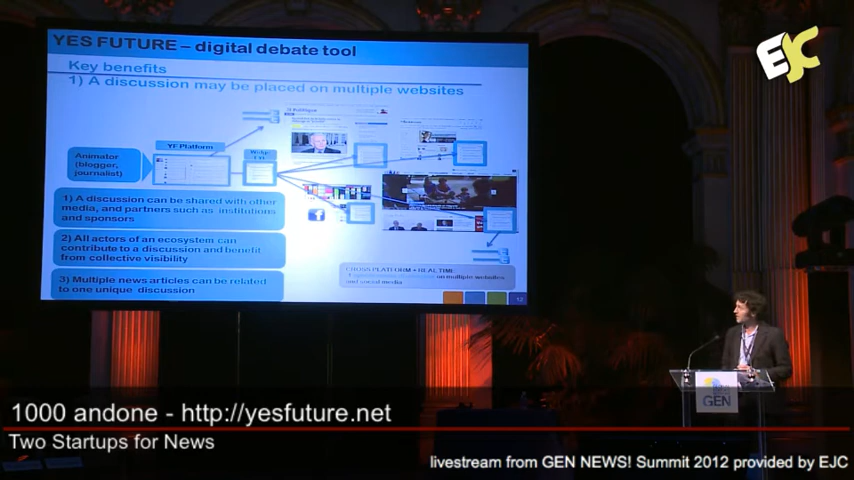 EJC
YES FUTURE – digital debate tool
Key benefits
1) A discussion may be placed on multiple websites
Animator
(blogger,
journalist)
YF Platform
1) A discussion can be shared with other
media, and partners such as institutions
and sponsors
2) All actors of an ecosystem can
contribute to a discussion and benefit
from collective visibility
3) Multiple news articles can be related
to one unique discussion
CROSS PLATFORM + REAL TIME:
on multiple websites
and social media
12
GEN
1000 andone - http://yesfuture.net
Two Startups for News
livestream from GEN NEWS! Summit 2012 provided by EJC